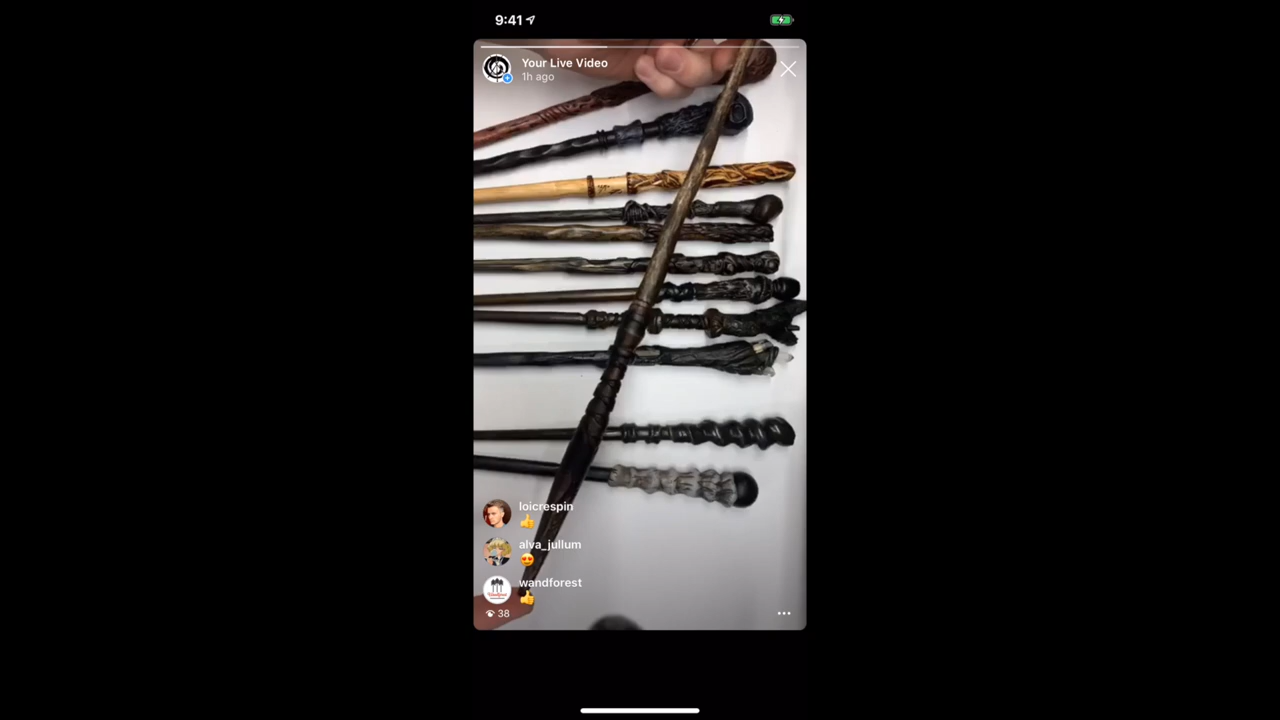 9:41
Your Live Video
1h ago
loicrespin
👍
alva_jullum
😍
wandforest
👍
38